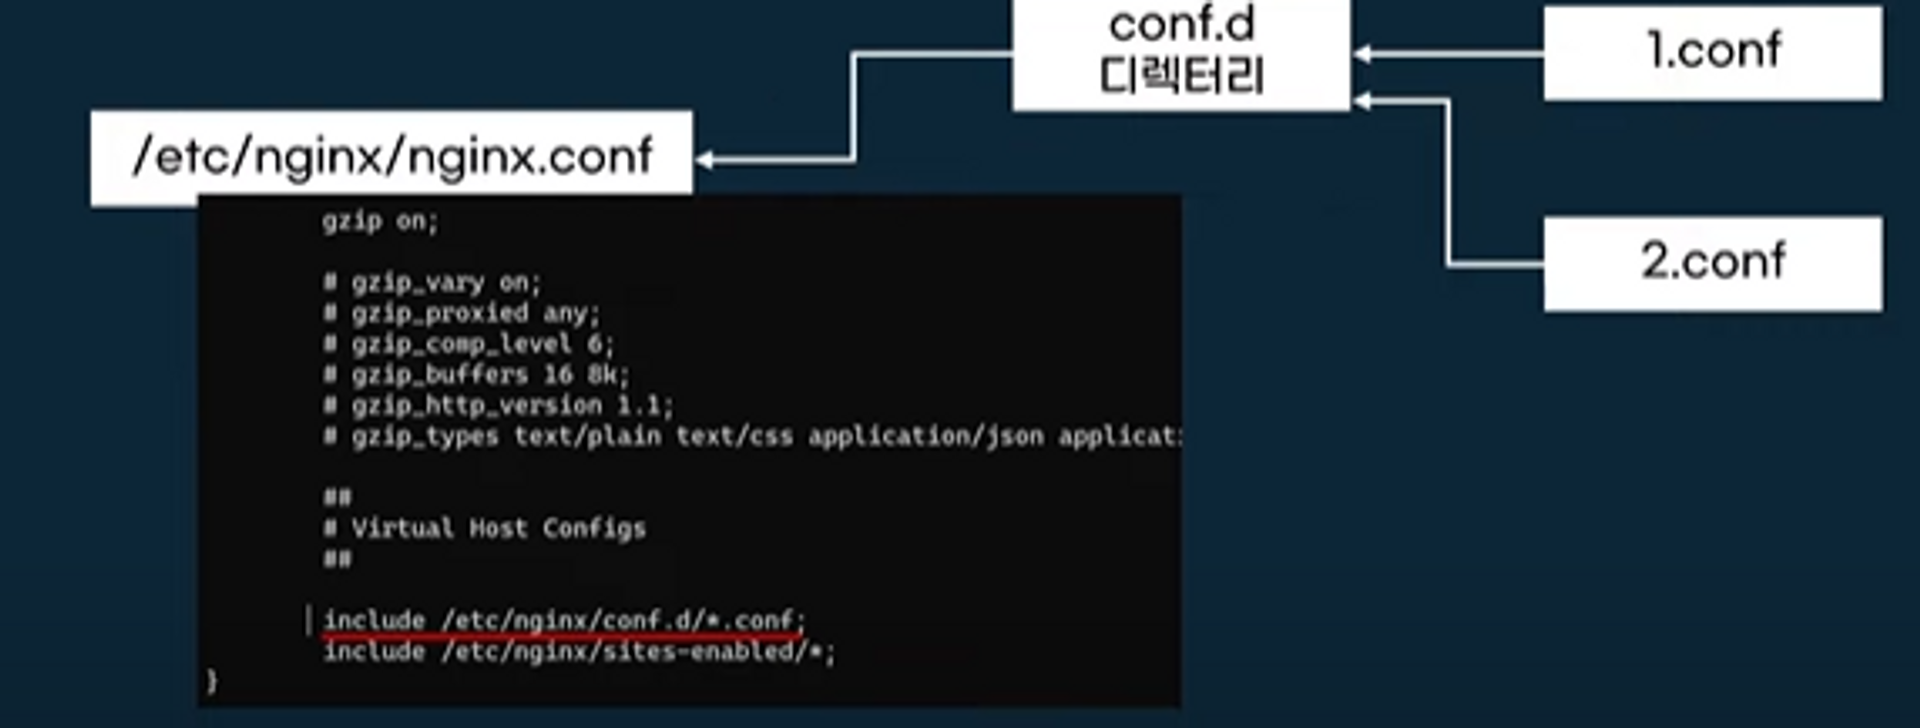 conf.d
디렉터리
1.conf
/etc/nginx/nginx.conf
2.conf
gzip on;
# gzip_vary on;
# gzip_proxied any;
# gzip_comp_level 6;
# gzip_buffers 16 8k;
# gzip_http_version 1.1;
# gzip_types text/plain text/css application/json applicati
##
# Virtual Host Configs
##
include /etc/nginx/conf.d/*.conf;
include /etc/nginx/sites-enabled/*;
}